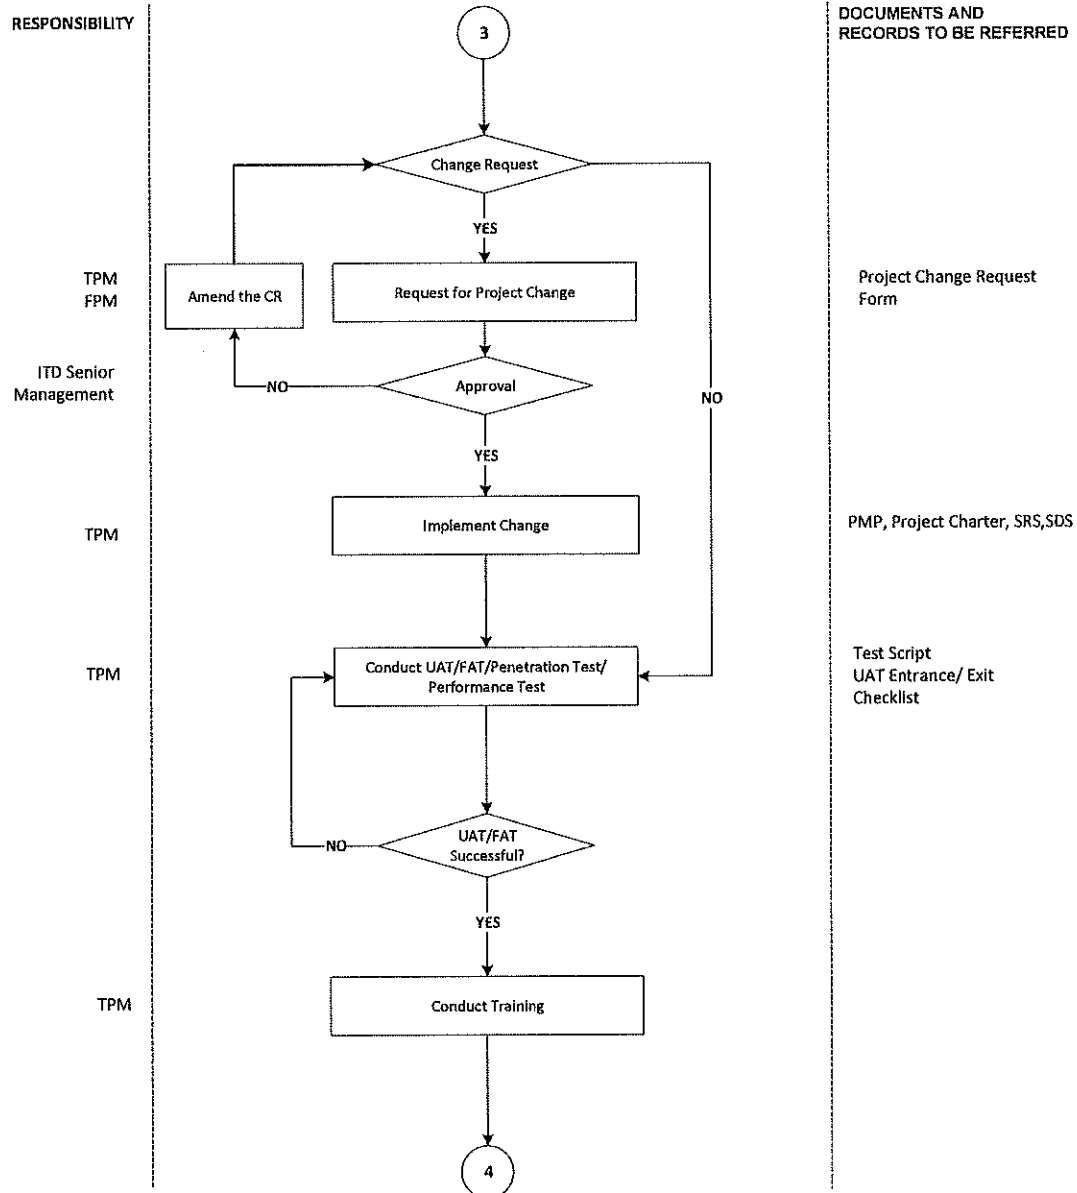 RESPONSIBILITY
DOCUMENTS AND
RECORDS TO BE REFERRED
3
Change Request
YES
TPM
FPM
Amend the CR
Request for Project Change
Project Change Request
Form
ITD Senior
Management
NO
Approval
NO
YES
TPM
Implement Change
PMP, Project Charter, SRS,SDS
TPM
Conduct UAT/FAT/Penetration Test/
Performance Test
Test Script
UAT Entrance/ Exit
Checklist
NO
UAT/FAT
Successful?
YES
TPM
Conduct Training
4